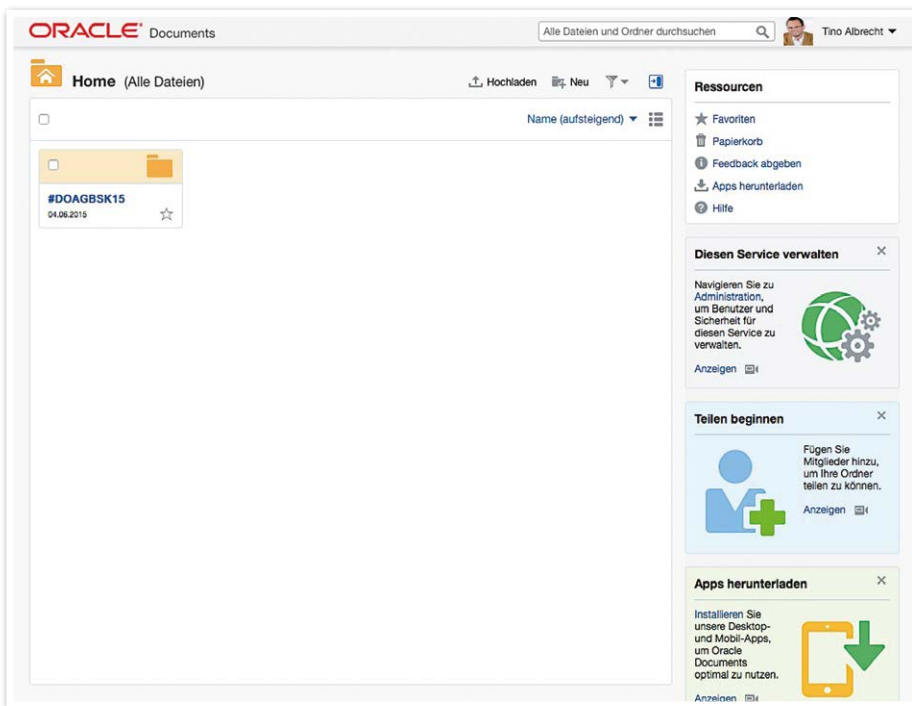 ORACLE® Documents
Alle Dateien und Ordner durchsuchen
Tino Albrecht
Home (Alle Dateien)
Hochladen
Neu
Name (aufsteigend)
#DOAGBSK15
04.06.2015
Ressourcen
Favoriten
Papierkorb
Feedback abgeben
Apps herunterladen
Hilfe
Diesen Service verwalten
Navigieren Sie zu
Administration,
um Benutzer und
Sicherheit für
diesen Service zu
verwalten.
Anzeigen
Teilen beginnen
Fügen Sie
Mitglieder hinzu,
um Ihre Ordner
teilen zu können.
Anzeigen
Apps herunterladen
Installieren Sie
unsere Desktop-
und Mobil-Apps,
um Oracle
Documents
optimal zu nutzen.
Anzeigen